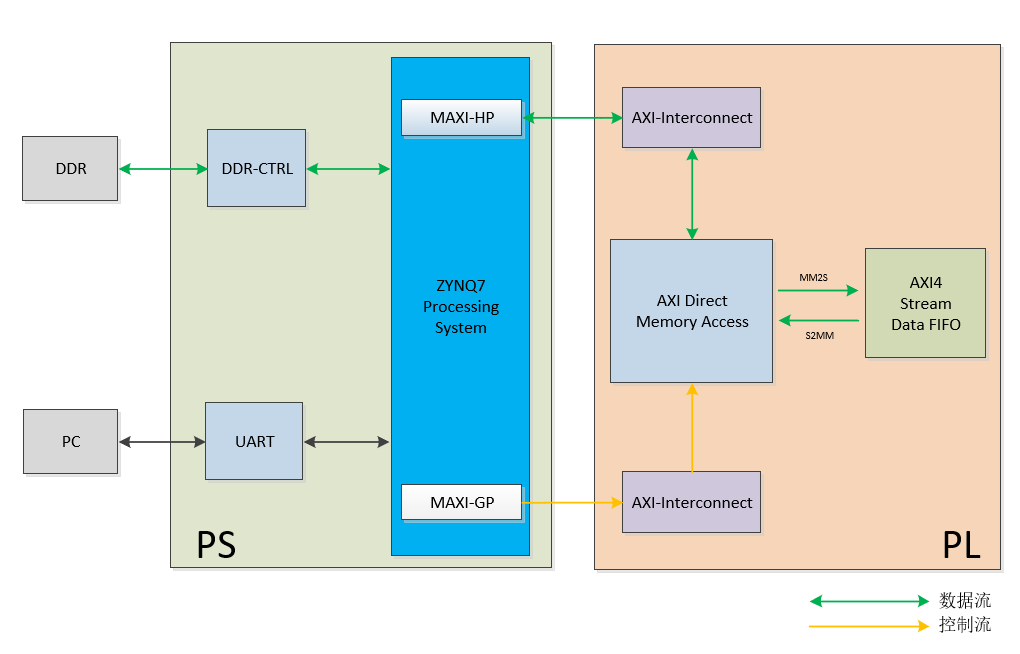 MAXI-HP
AXI-Interconnect
DDR
DDR-CTRL
ZYNQ7
Processing
System
AXI Direct
Memory Access
MM2S
S2MM
AXI4
Stream
Data FIFO
PC
UART
MAXI-GP
AXI-Interconnect
PS
PL
数据流
控制流